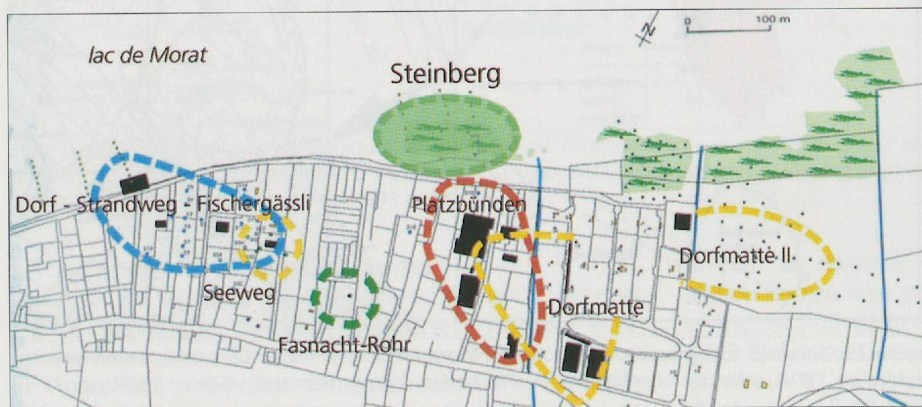 lac de Morat
N
0 100 m
Steinberg
Dorf - Strandweg - Fischergässli
Platzbünden
Seeweg
Dorfmatte II
Dorfmatte
Fasnacht-Rohr